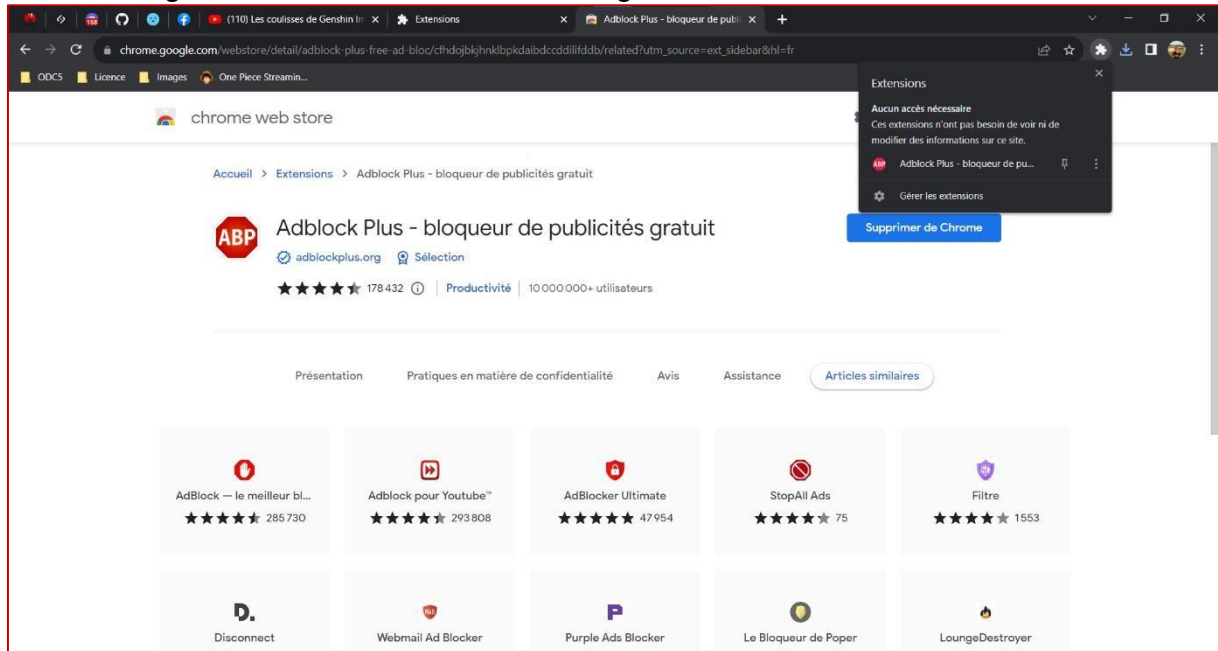 (110) Les coulisses de Genshin Im
Extensions
Adblock Plus - bloqueur de publi
chrome.google.com/webstore/detail/adblock-plus-free-ad-bloc/cfhdojbkjhnklbpkdaibdccddilifddb/related?utm_source=ext_sidebar&hl=fr
ODC5
Licence
Images
One Piece Streamin...
Extensions
Aucun accès nécessaire
Ces extensions n'ont pas besoin de voir ni de
modifier des informations sur ce site.
ABP
Adblock Plus - bloqueur de pu...
Gérer les extensions
chrome web store
Accueil > Extensions > Adblock Plus - bloqueur de publicités gratuit
ABP
Adblock Plus - bloqueur de publicités gratuit
Supprimer de Chrome
adblockplus.org Sélection
178 432 Productivité 10 000 000+ utilisateurs
Présentation Pratiques en matière de confidentialité Avis Assistance Articles similaires
AdBlock — le meilleur bl... Adblock pour Youtube™ AdBlocker Ultimate StopAll Ads Filtre
285 730 293 808 47 954 75 1553
D.
Disconnect Webmail Ad Blocker Purple Ads Blocker Le Bloqueur de Poper LoungeDestroyer